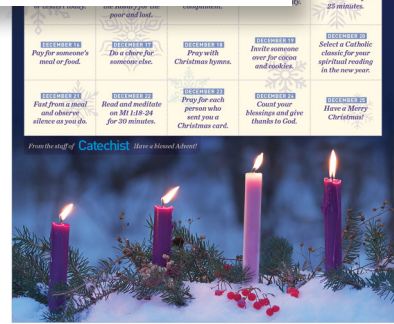 the Rosary for the
poor and lost.
25 minutes.
DECEMBER 16
Pay for someone's
meal or food.
DECEMBER 17
Do a chore for
someone else.
DECEMBER 18
Pray with
Christmas hymns.
DECEMBER 19
Invite someone
over for cocoa
and cookies.
DECEMBER 20
Select a Catholic
classic for your
spiritual reading
in the new year.
DECEMBER 21
Fast from a meal
and observe
silence as you do.
DECEMBER 22
Read and meditate
on Mt 1:18-24
for 30 minutes.
DECEMBER 23
Pray for each
person who
sent you a
Christmas card.
DECEMBER 24
Count your
blessings and give
thanks to God.
DECEMBER 25
Have a Merry
Christmas!
From the staff of Catechist Have a blessed Advent!